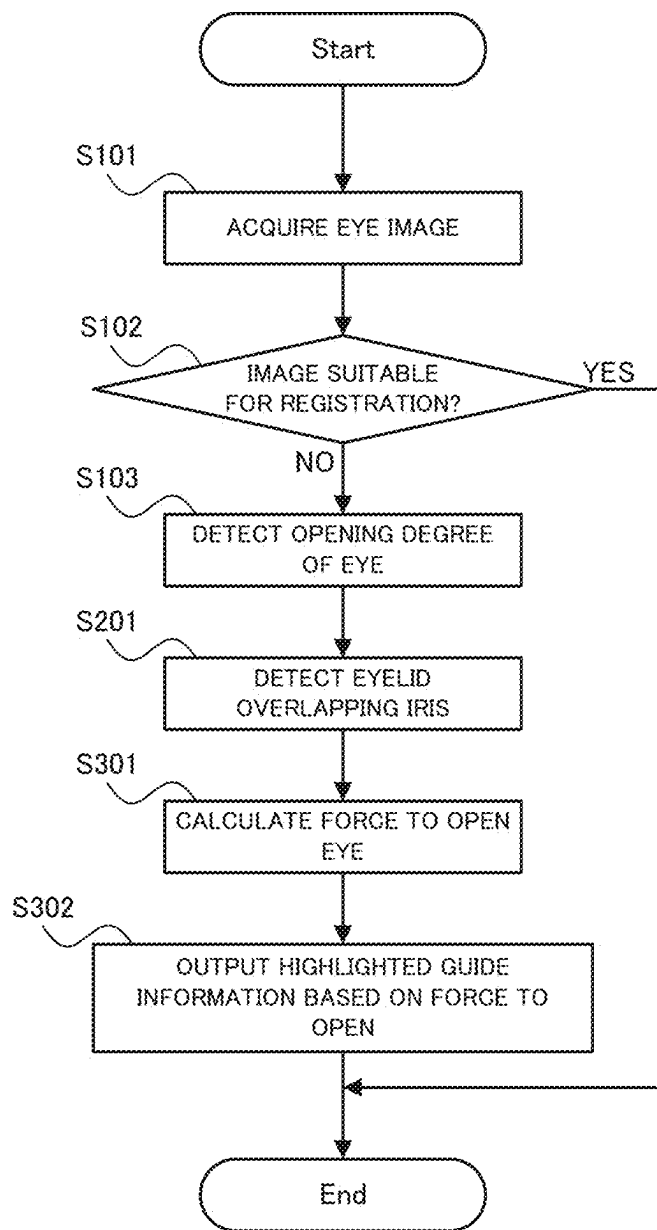 Start
S101
ACQUIRE EYE IMAGE
S102
IMAGE SUITABLE
FOR REGISTRATION?
YES
NO
S103
DETECT OPENING DEGREE
OF EYE
S201
DETECT EYELID
OVERLAPPING IRIS
S301
CALCULATE FORCE TO OPEN
EYE
S302
OUTPUT HIGHLIGHTED GUIDE
INFORMATION BASED ON FORCE TO
OPEN
End